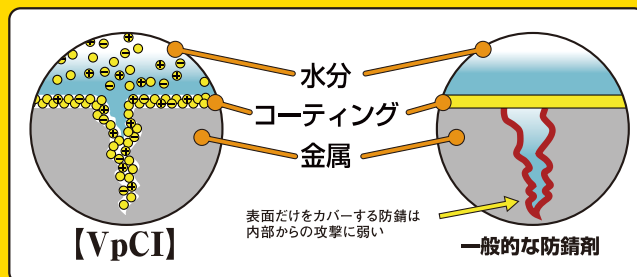 水分
コーティング
金属
表面だけをカバーする防錆は
内部からの攻撃に弱い
【VpCI】
一般的な防錆剤